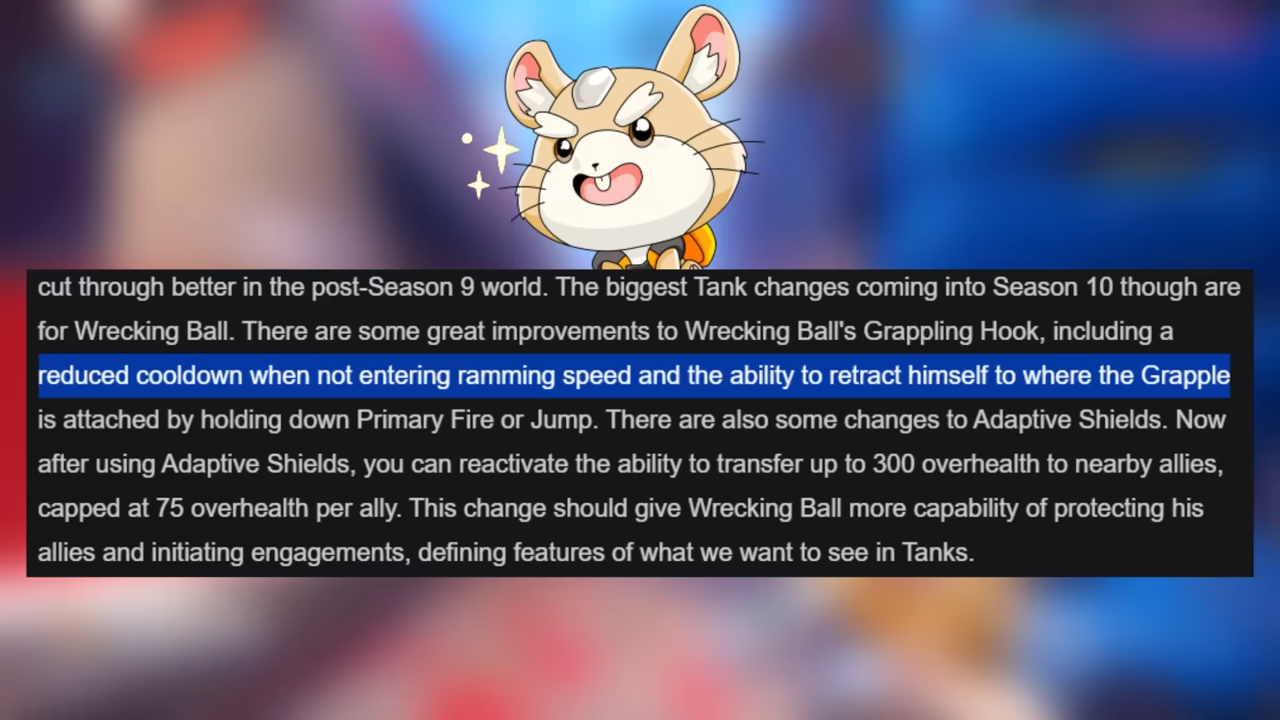 cut through better in the post-Season 9 world. The biggest Tank changes coming into Season 10 though are
for Wrecking Ball. There are some great improvements to Wrecking Ball's Grappling Hook, including a
reduced cooldown when not entering ramming speed and the ability to retract himself to where the Grapple
is attached by holding down Primary Fire or Jump. There are also some changes to Adaptive Shields. Now
after using Adaptive Shields, you can reactivate the ability to transfer up to 300 overhealth to nearby allies,
capped at 75 overhealth per ally. This change should give Wrecking Ball more capability of protecting his
allies and initiating engagements, defining features of what we want to see in Tanks.